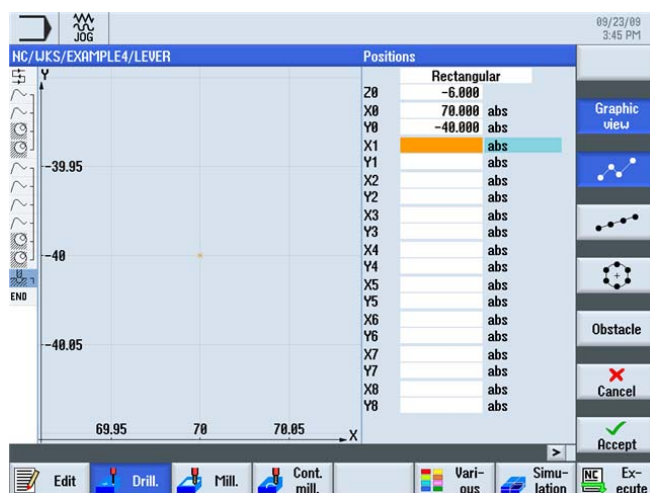 JOG
09/23/09
3:45 PM
NC/WKS/EXAMPLE4/LEVER
Positions
Y
Rectangular
Z0 -6.000
X0 70.000 abs
Y0 -40.000 abs
X1 abs
Y1 abs
X2 abs
Y2 abs
X3 abs
Y3 abs
X4 abs
Y4 abs
X5 abs
Y5 abs
X6 abs
Y6 abs
X7 abs
Y7 abs
X8 abs
Y8 abs
-39.95
-40
-40.05
69.95 70 70.05 X
END
Graphic
view
Obstacle
Cancel
Accept
>
Edit
Drill.
Mill.
Cont.
mill.
Vari-
ous
Simu-
lation
NC
Ex-
ecute